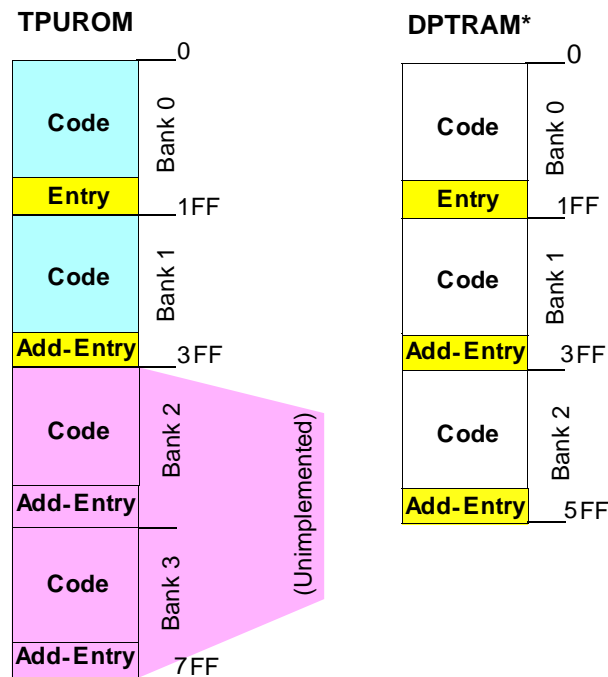 TPUROM
0
Code
Bank 0
Entry
1FF
Code
Bank 1
Add-Entry
3FF
Code
Bank 2
Add-Entry
Code
Bank 3
Add-Entry
7FF
(Unimplemented)
DPTRAM*
0
Code
Bank 0
Entry
1FF
Code
Bank 1
Add-Entry
3FF
Code
Bank 2
Add-Entry
5FF